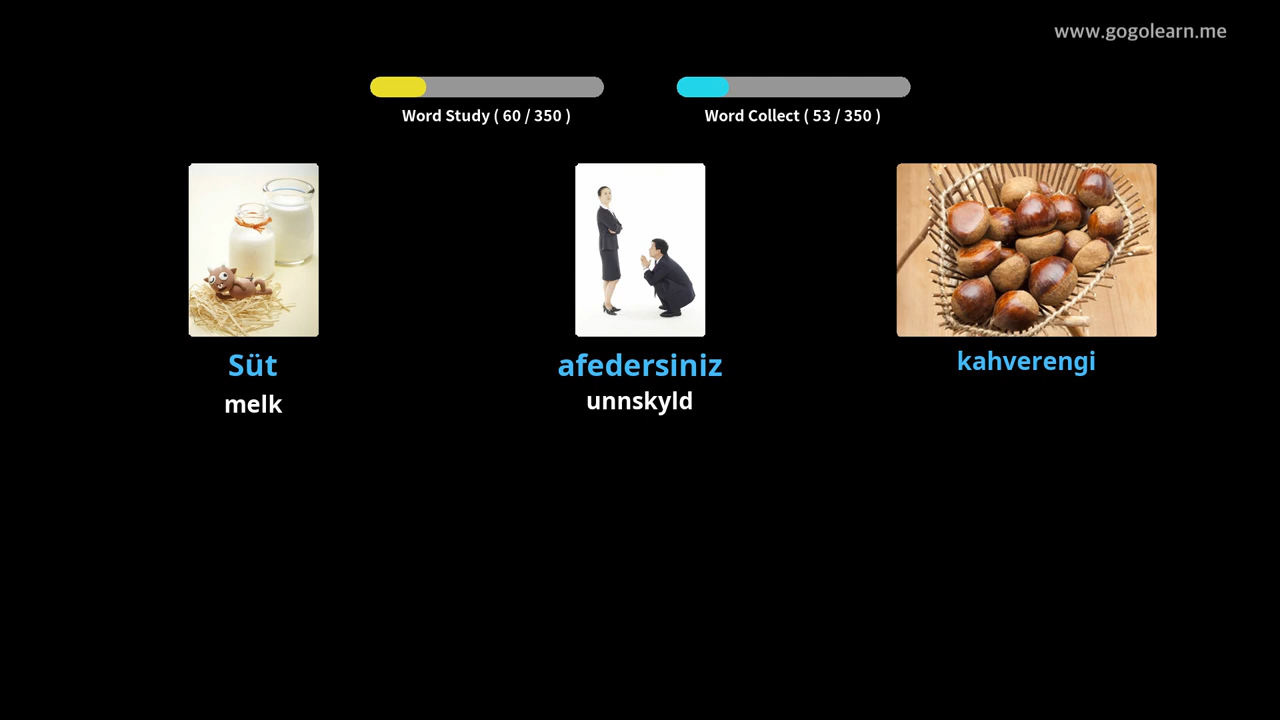 www.gogolearn.me
Word Study ( 60 / 350 )
Word Collect ( 53 / 350 )
Süt
melk
afedersiniz
unnskyld
kahverengi